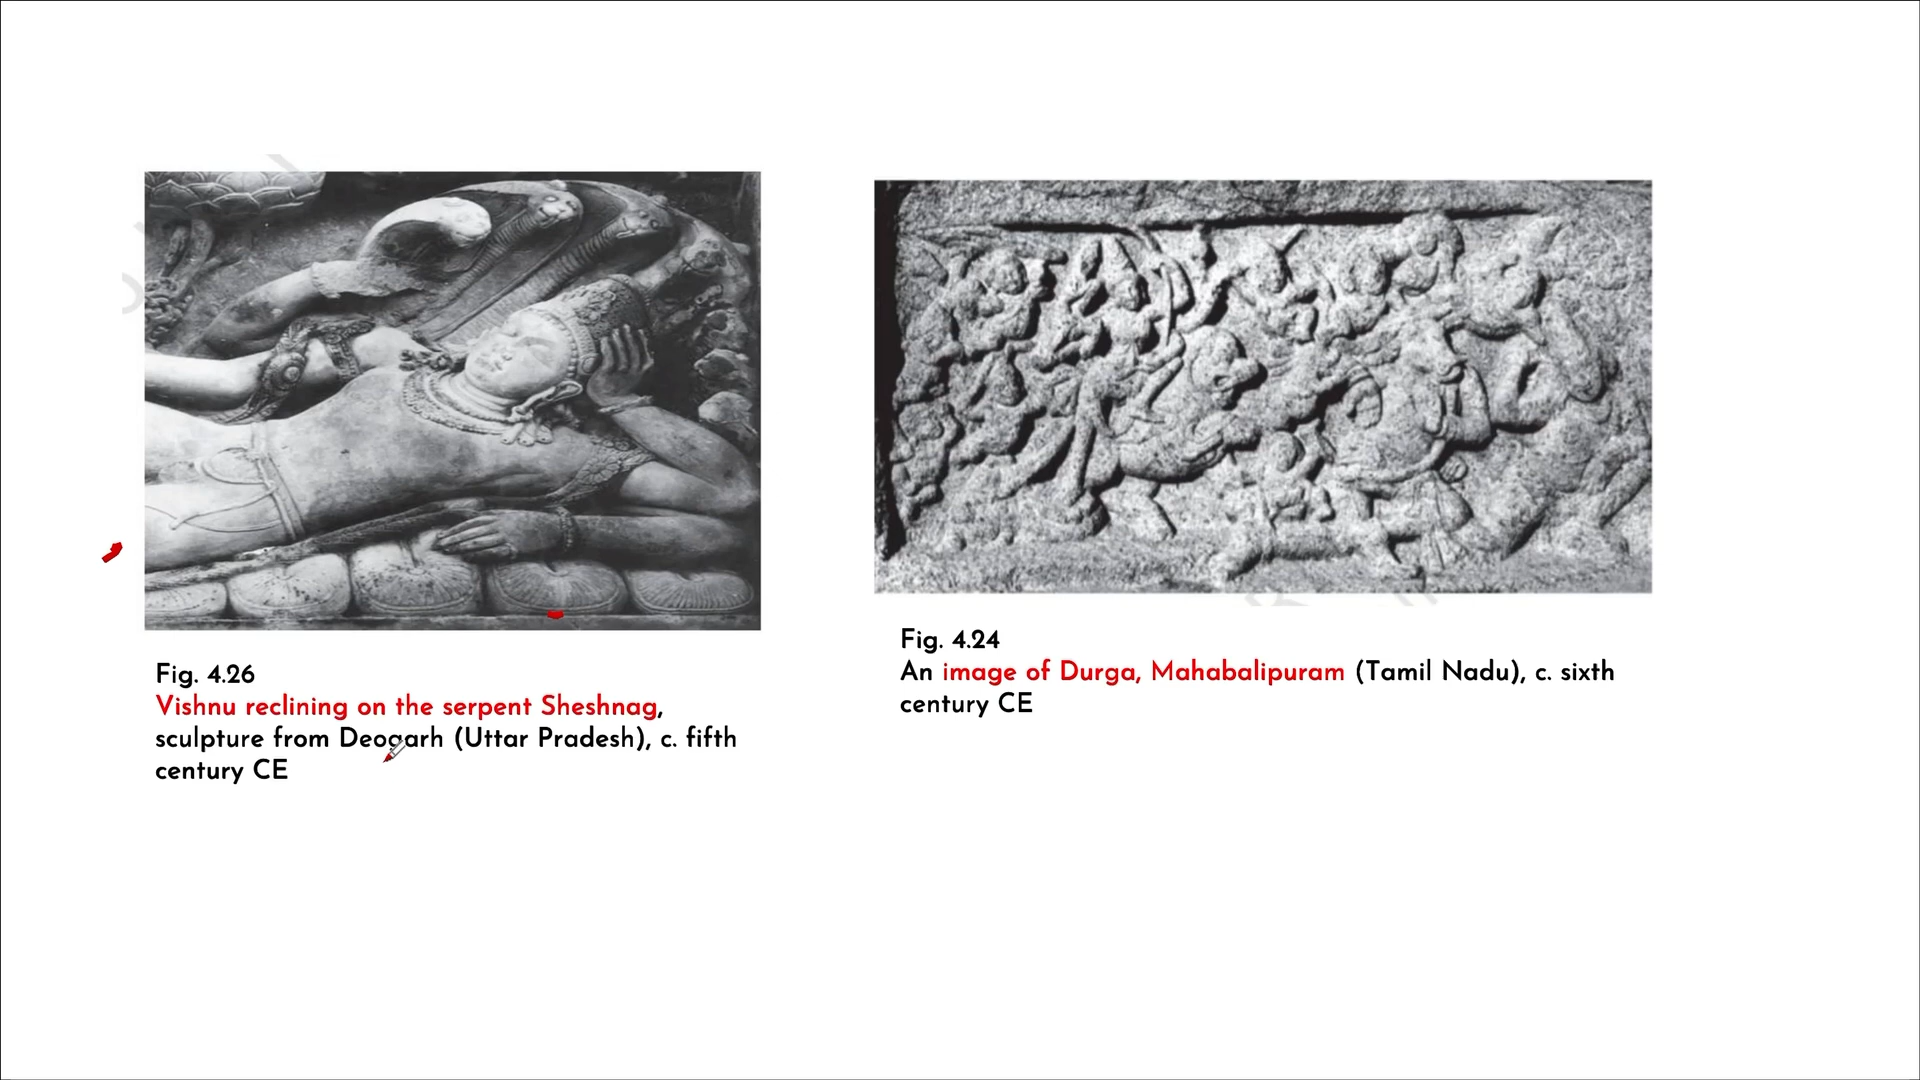 Fig. 4.26
Vishnu reclining on the serpent Sheshnag,
sculpture from Deogarh (Uttar Pradesh), c. fifth
century CE
Fig. 4.24
An image of Durga, Mahabalipuram (Tamil Nadu), c. sixth
century CE